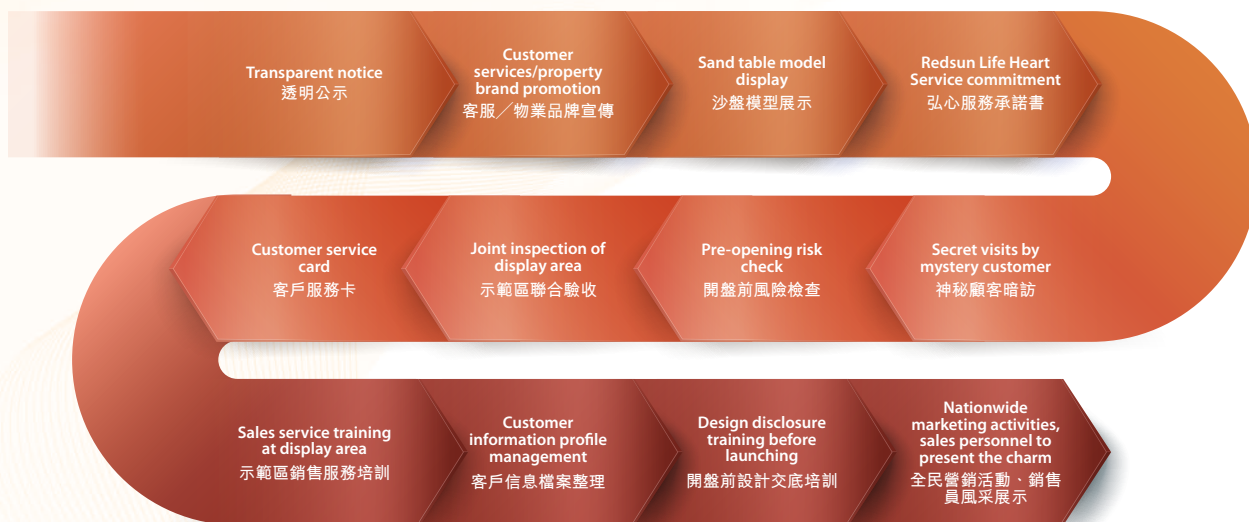 Transparent notice
透明公示
Customer
services/property
brand promotion
客服／物業品牌宣傳
Sand table model
display
沙盤模型展示
Redsun Life Heart
Service commitment
弘心服務承諾書
Secret visits by
mystery customer
神秘顧客暗訪
Pre-opening risk
check
開盤前風險檢查
Joint inspection of
display area
示範區聯合驗收
Customer service
card
客戶服務卡
Sales service training
at display area
示範區銷售服務培訓
Customer
information profile
management
客戶信息檔案整理
Design disclosure
training before
launching
開盤前設計交底培訓
Nationwide
marketing activities,
sales personnel to
present the charm
全民營銷活動、銷售
員風采展示